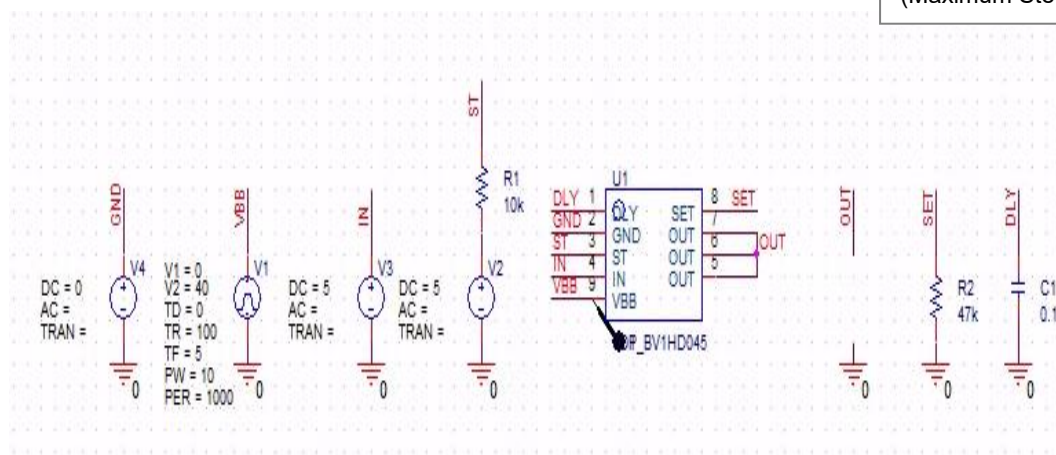 (Maximum Ste
ST
R1
10k
GND
V4
DC = 0
AC =
TRAN =
0
VBB
V1
V1 = 0
V2 = 40
TD = 0
TR = 100
TF = 5
PW = 10
PER = 1000
0
IN
V3
DC = 5
AC =
TRAN =
0
V2
DC = 5
AC =
TRAN =
0
U1
DLY 1
GND 2
ST 3
IN 4
VBB 9
DLY
GND
ST
IN
VBB
SET
OUT
OUT
OUT
8 SET
7
6
5
OUT
_BV1HD045
OUT
0
SET
R2
47k
0
DLY
C1
0.1
0